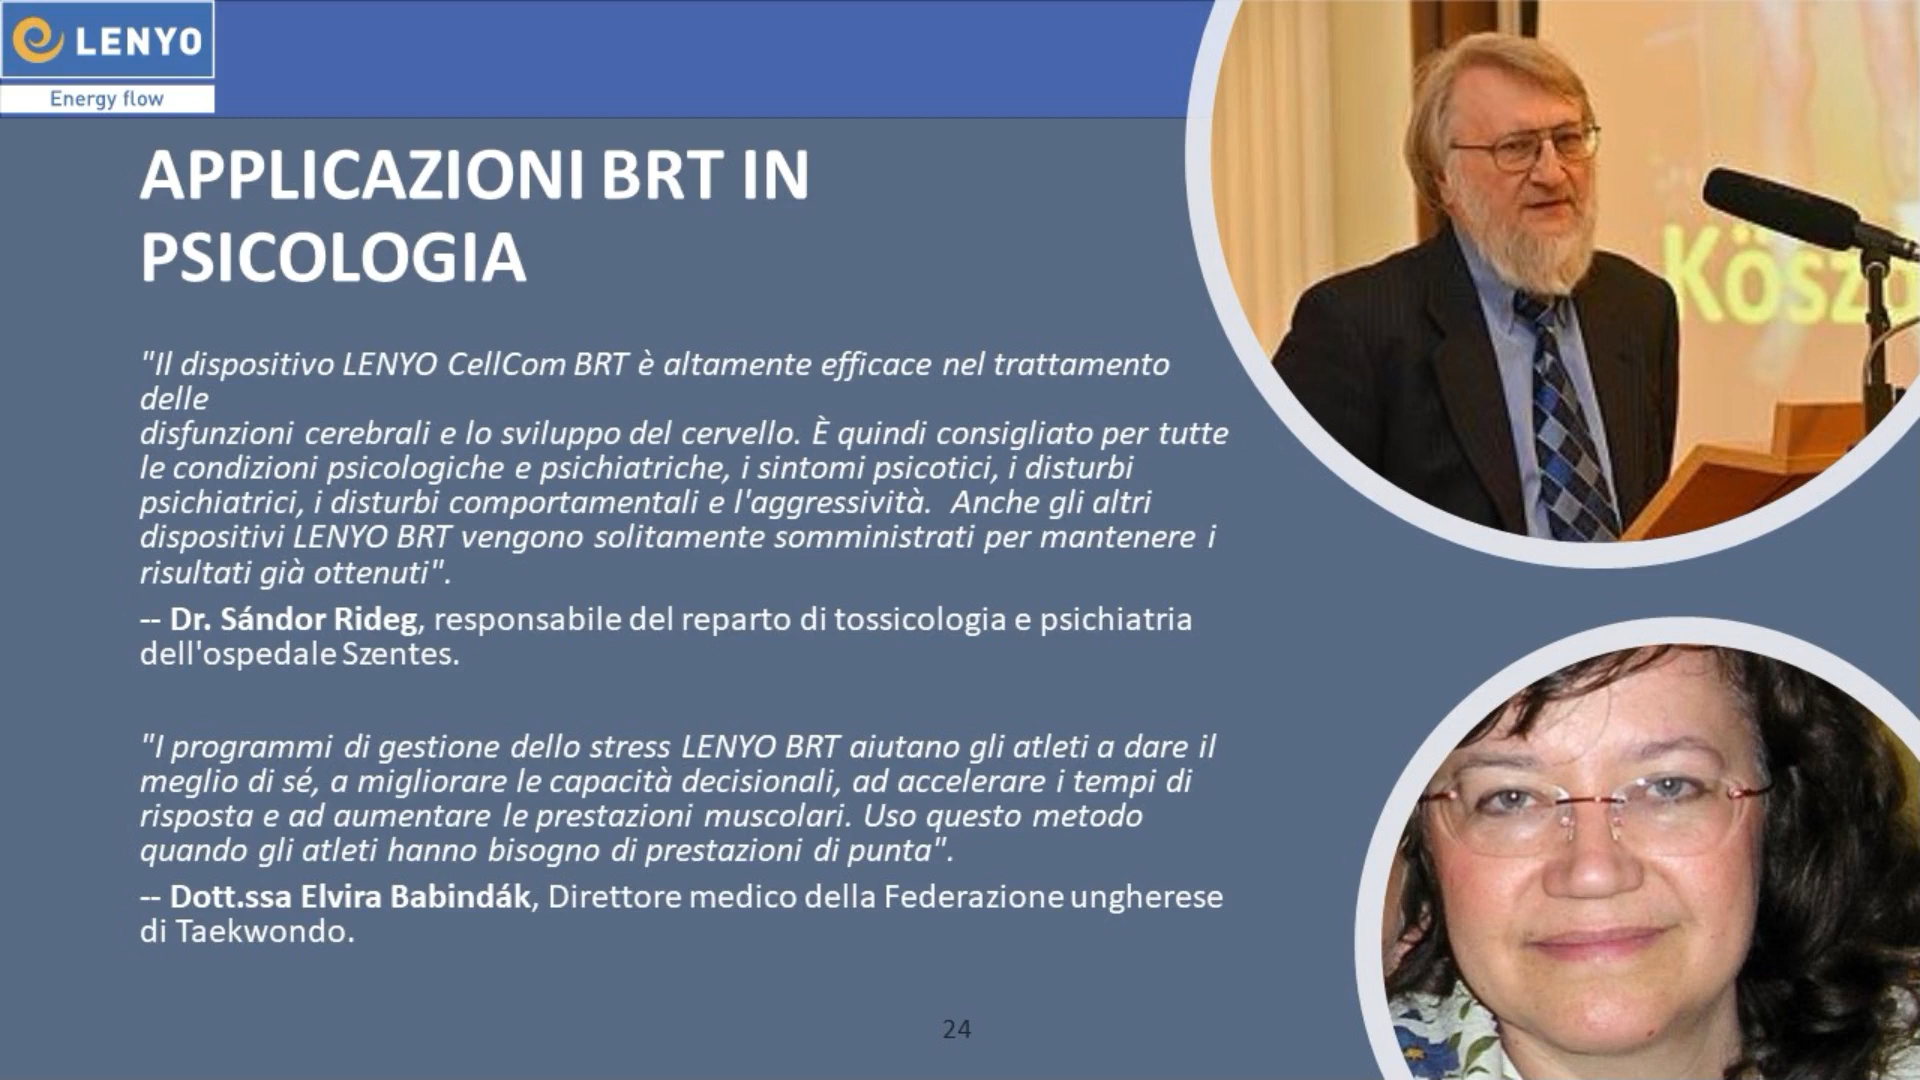 LENYO
Energy flow
APPLICAZIONI BRT IN
PSICOLOGIA
"Il dispositivo LENYO CellCom BRT è altamente efficace nel trattamento
delle
disfunzioni cerebrali e lo sviluppo del cervello. È quindi consigliato per tutte
le condizioni psicologiche e psichiatriche, i sintomi psicotici, i disturbi
psichiatrici, i disturbi comportamentali e l'aggressività.  Anche gli altri
dispositivi LENYO BRT vengono solitamente somministrati per mantenere i
risultati già ottenuti".
-- Dr. Sándor Rideg, responsabile del reparto di tossicologia e psichiatria
dell'ospedale Szentes.
"I programmi di gestione dello stress LENYO BRT aiutano gli atleti a dare il
meglio di sé, a migliorare le capacità decisionali, ad accelerare i tempi di
risposta e ad aumentare le prestazioni muscolari. Uso questo metodo
quando gli atleti hanno bisogno di prestazioni di punta".
-- Dott.ssa Elvira Babindák, Direttore medico della Federazione ungherese
di Taekwondo.
24